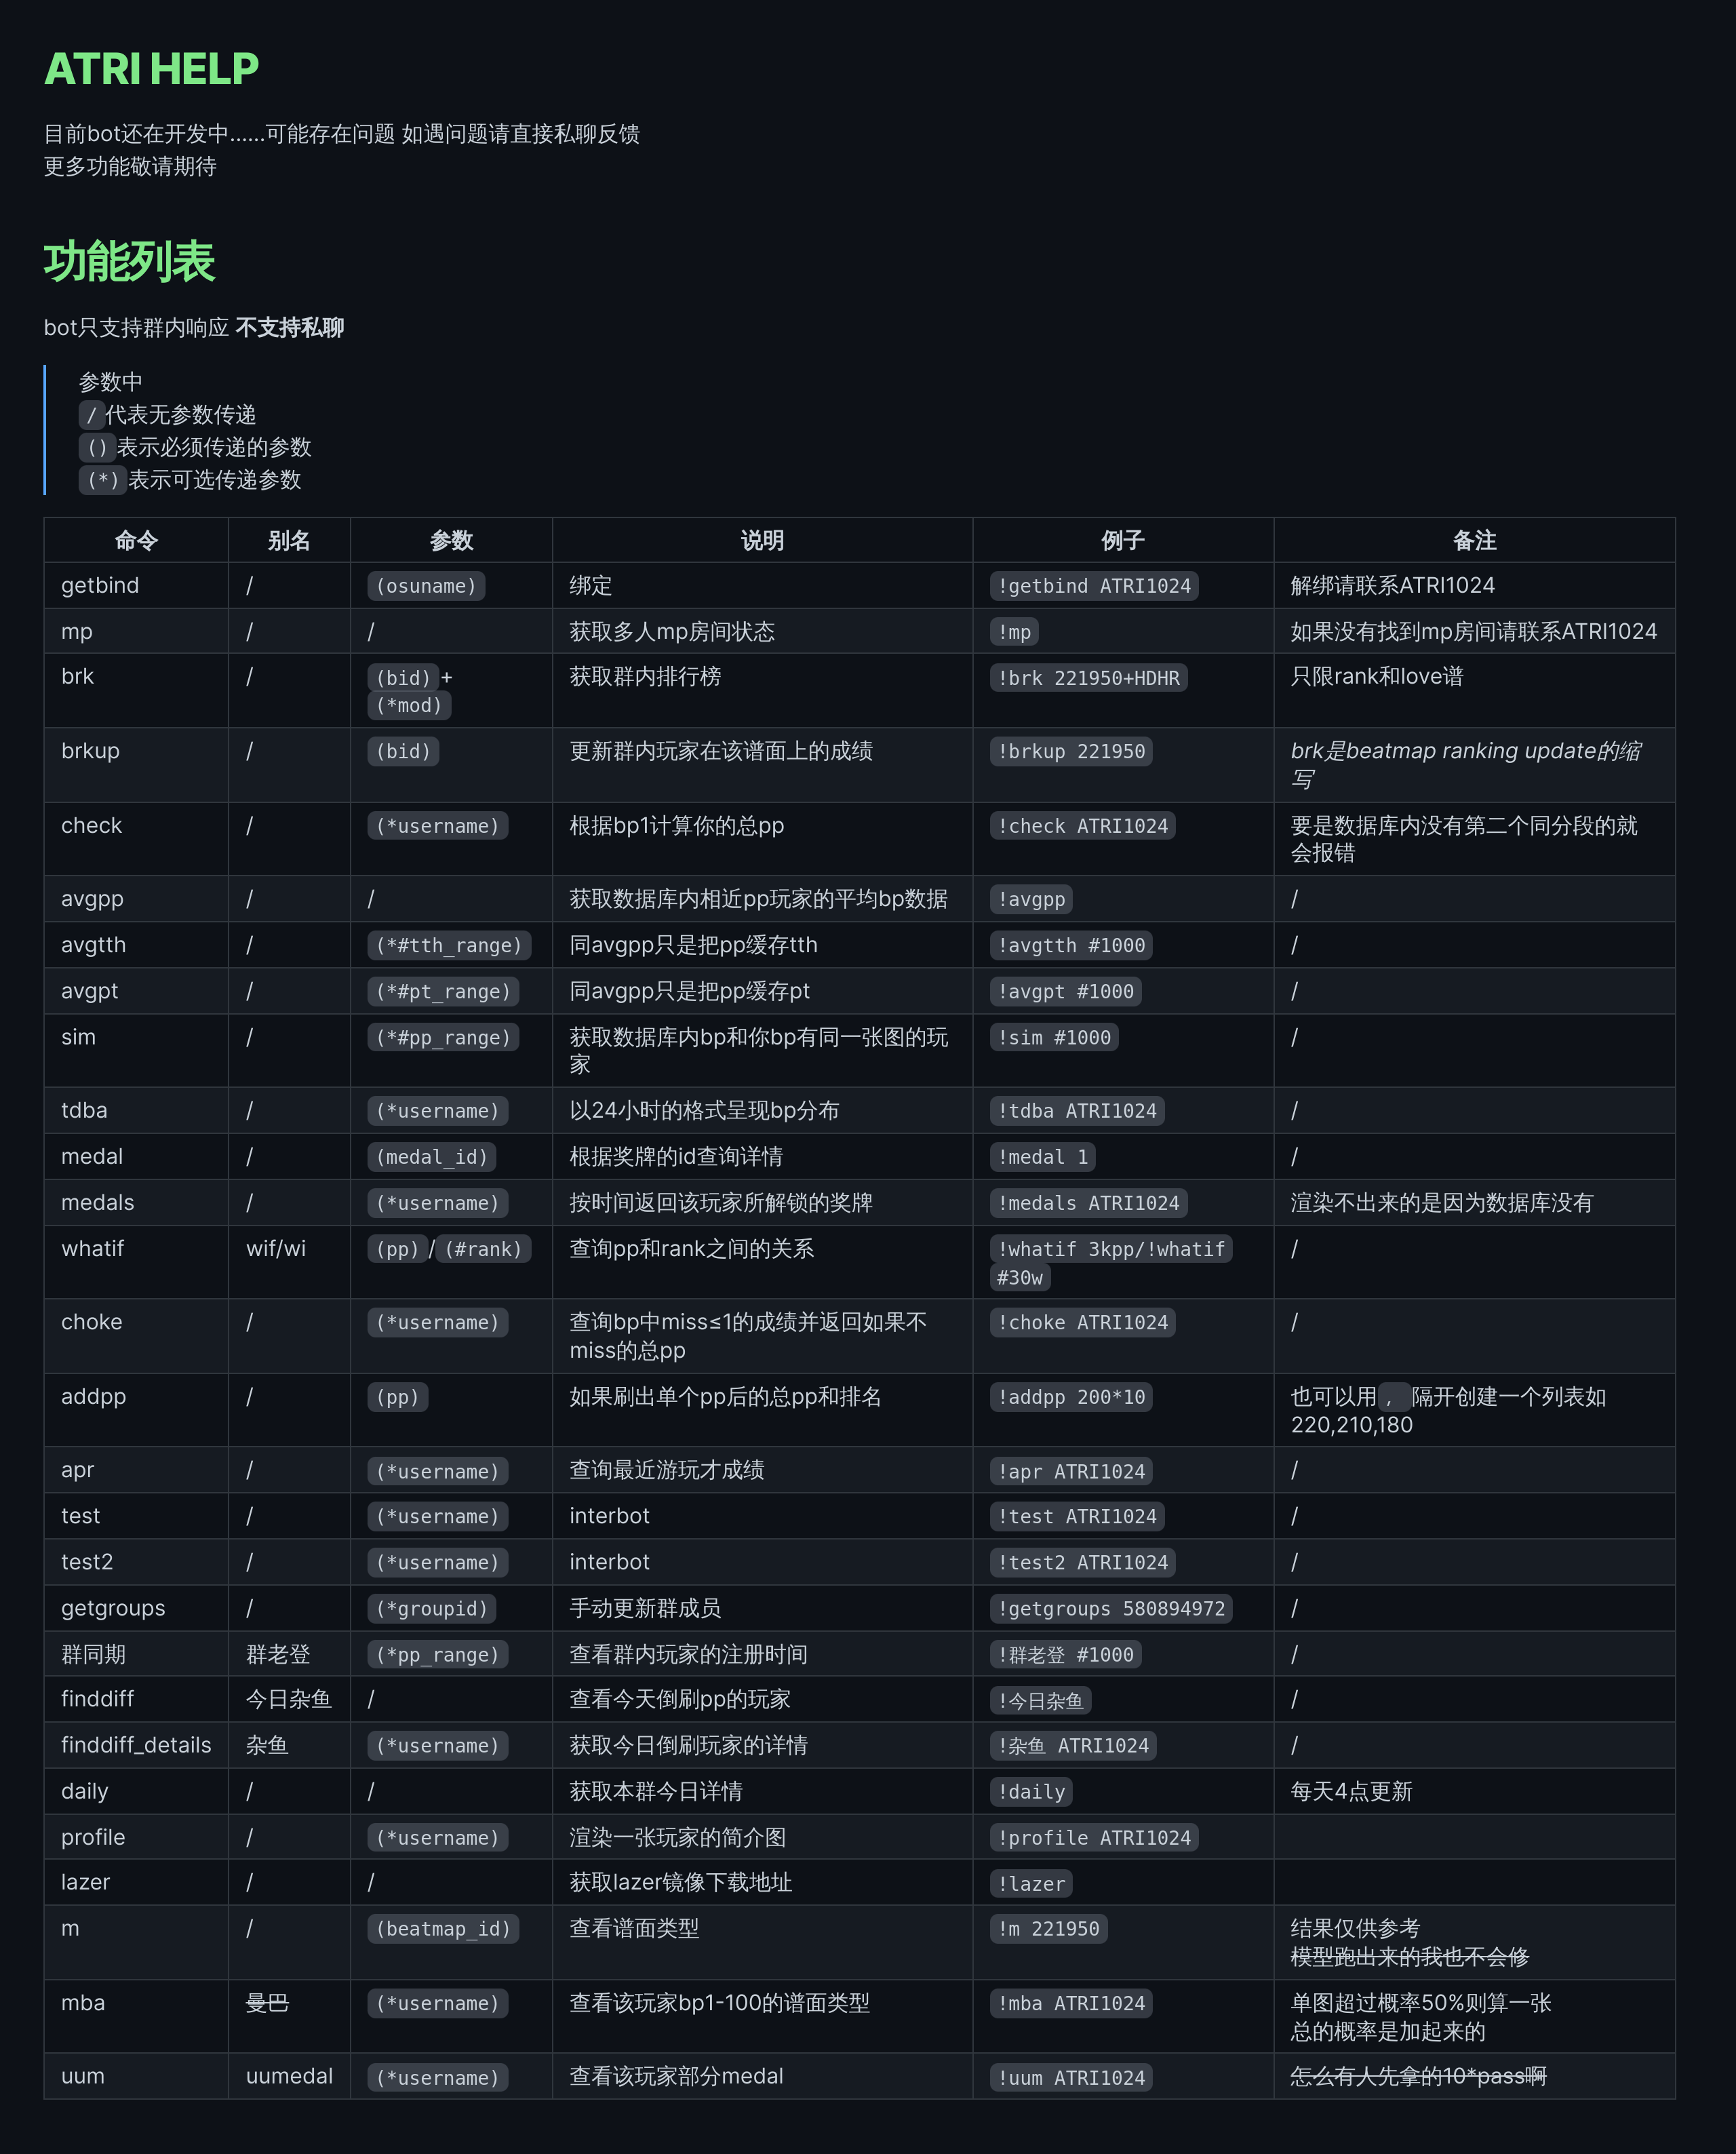 ATRI HELP
目前bot还在开发中......可能存在问题 如遇问题请直接私聊反馈
更多功能敬请期待
功能列表
bot只支持群内响应 不支持私聊
参数中
/代表无参数传递
()表示必须传递的参数
(*)表示可选传递参数
命令 别名 参数 说明 例子 备注
getbind / (osuname) 绑定 !getbind ATRI1024 解绑请联系ATRI1024
mp / / 获取多人mp房间状态 !mp 如果没有找到mp房间请联系ATRI1024
brk / (bid)+ 获取群内排行榜 !brk 221950+HDHR 只限rank和love谱
(*mod)
brkup / (bid) 更新群内玩家在该谱面上的成绩 !brkup 221950 brk是beatmap ranking update的缩
写
check / (*username) 根据bp1计算你的总pp !check ATRI1024 要是数据库内没有第二个同分段的就
会报错
avgpp / / 获取数据库内相近pp玩家的平均bp数据 !avgpp /
avgtth / (*#tth_range) 同avgpp只是把pp缓存tth !avgtth #1000 /
avgpt / (*#pt_range) 同avgpp只是把pp缓存pt !avgpt #1000 /
sim / (*#pp_range) 获取数据库内bp和你bp有同一张图的玩 !sim #1000 /
家
tdba / (*username) 以24小时的格式呈现bp分布 !tdba ATRI1024 /
medal / (medal_id) 根据奖牌的id查询详情 !medal 1 /
medals / (*username) 按时间返回该玩家所解锁的奖牌 !medals ATRI1024 渲染不出来的是因为数据库没有
whatif wif/wi (pp)/(#rank) 查询pp和rank之间的关系 !whatif 3kpp/!whatif /
#30w
choke / (*username) 查询bp中miss≤1的成绩并返回如果不 !choke ATRI1024 /
miss的总pp
addpp / (pp) 如果刷出单个pp后的总pp和排名 !addpp 200*10 也可以用，隔开创建一个列表如
220,210,180
apr / (*username) 查询最近游玩才成绩 !apr ATRI1024 /
test / (*username) interbot !test ATRI1024 /
test2 / (*username) interbot !test2 ATRI1024 /
getgroups / (*groupid) 手动更新群成员 !getgroups 580894972 /
群同期 群老登 (*pp_range) 查看群内玩家的注册时间 !群老登 #1000 /
finddiff 今日杂鱼 / 查看今天倒刷pp的玩家 !今日杂鱼 /
finddiff_details 杂鱼 (*username) 获取今日倒刷玩家的详情 !杂鱼 ATRI1024 /
daily / / 获取本群今日详情 !daily 每天4点更新
profile / (*username) 渲染一张玩家的简介图 !profile ATRI1024
lazer / / 获取lazer镜像下载地址 !lazer
m / (beatmap_id) 查看谱面类型 !m 221950 结果仅供参考
模型跑出来的我也不会修
mba 曼巴 (*username) 查看该玩家bp1-100的谱面类型 !mba ATRI1024 单图超过概率50%则算一张
总的概率是加起来的
uum uumedal (*username) 查看该玩家部分medal !uum ATRI1024 怎么有人先拿的10*pass啊